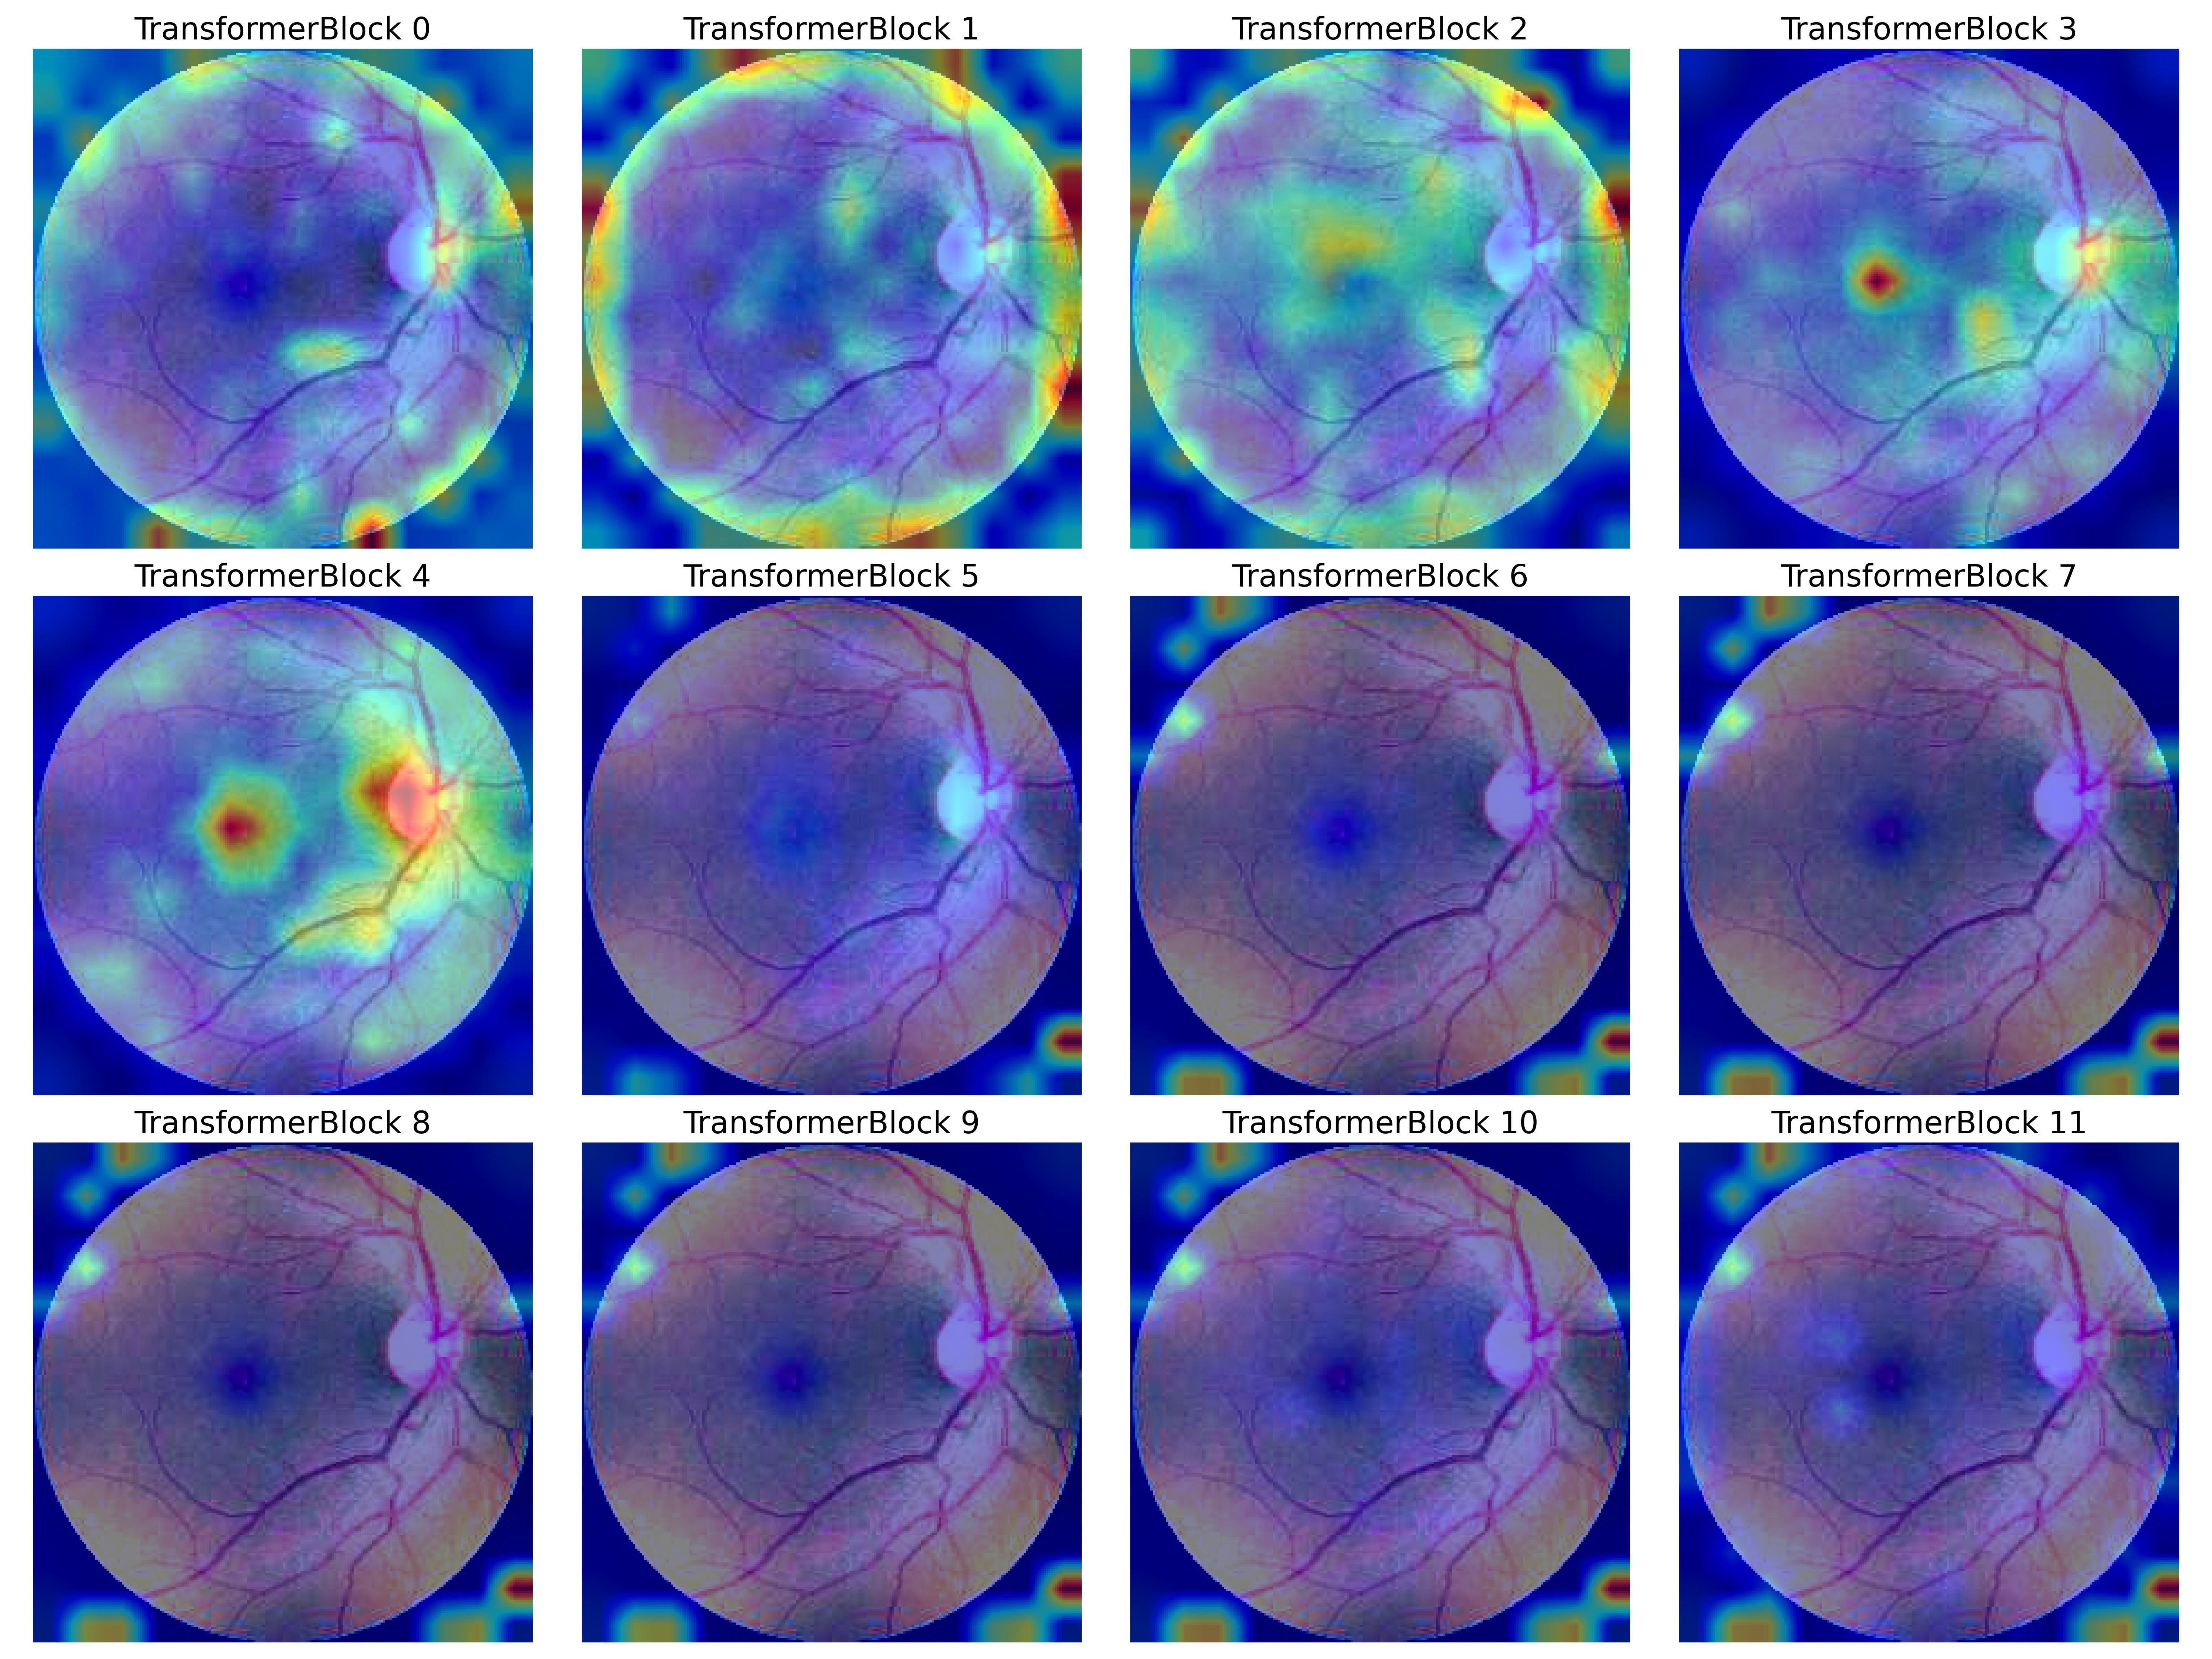 TransformerBlock 0
TransformerBlock 1
TransformerBlock 2
TransformerBlock 3
TransformerBlock 4
TransformerBlock 5
TransformerBlock 6
TransformerBlock 7
TransformerBlock 8
TransformerBlock 9
TransformerBlock 10
TransformerBlock 11